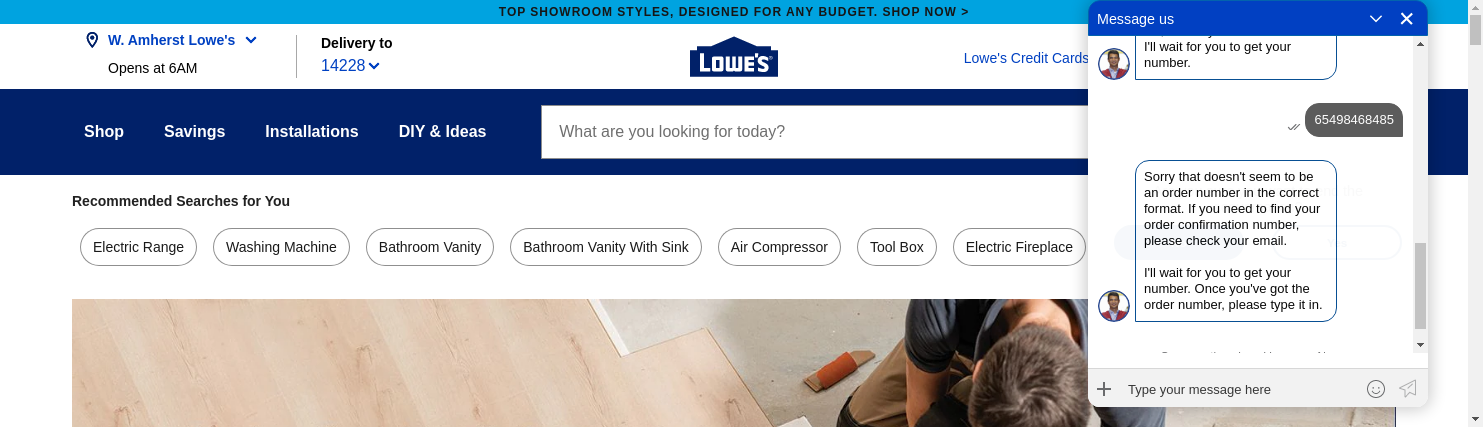 TOP SHOWROOM STYLES, DESIGNED FOR ANY BUDGET. SHOP NOW >
W. Amherst Lowe's
Opens at 6AM
Delivery to
14228
LOWE'S
Lowe's Credit Cards
Shop
Savings
Installations
DIY & Ideas
What are you looking for today?
Recommended Searches for You
Electric Range
Washing Machine
Bathroom Vanity
Bathroom Vanity With Sink
Air Compressor
Tool Box
Electric Fireplace
Message us
I'll wait for you to get your
number.
65498468485
Sorry that doesn't seem to be
an order number in the correct
format. If you need to find your
order confirmation number,
please check your email.
I'll wait for you to get your
number. Once you've got the
order number, please type it in.
Type your message here